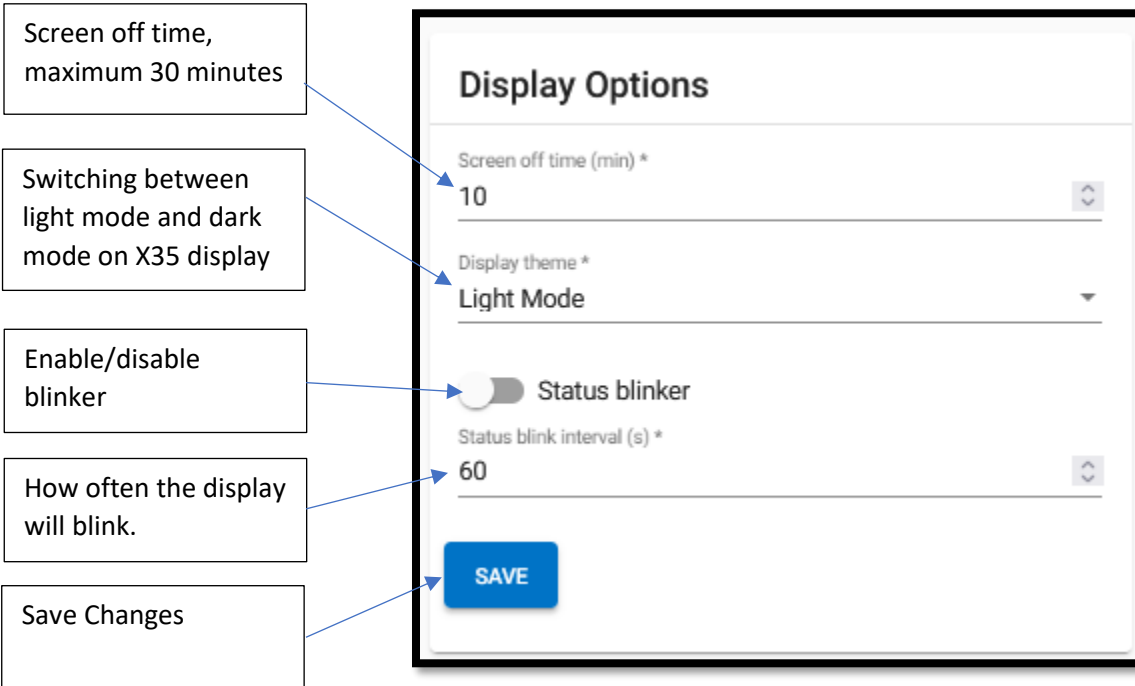 Screen off time,
maximum 30 minutes
Switching between
light mode and dark
mode on X35 display
Enable/disable
blinker
How often the display
will blink.
Save Changes
Display Options
Screen off time (min) *
10
Display theme *
Light Mode
Status blinker
Status blink interval (s) *
60
SAVE